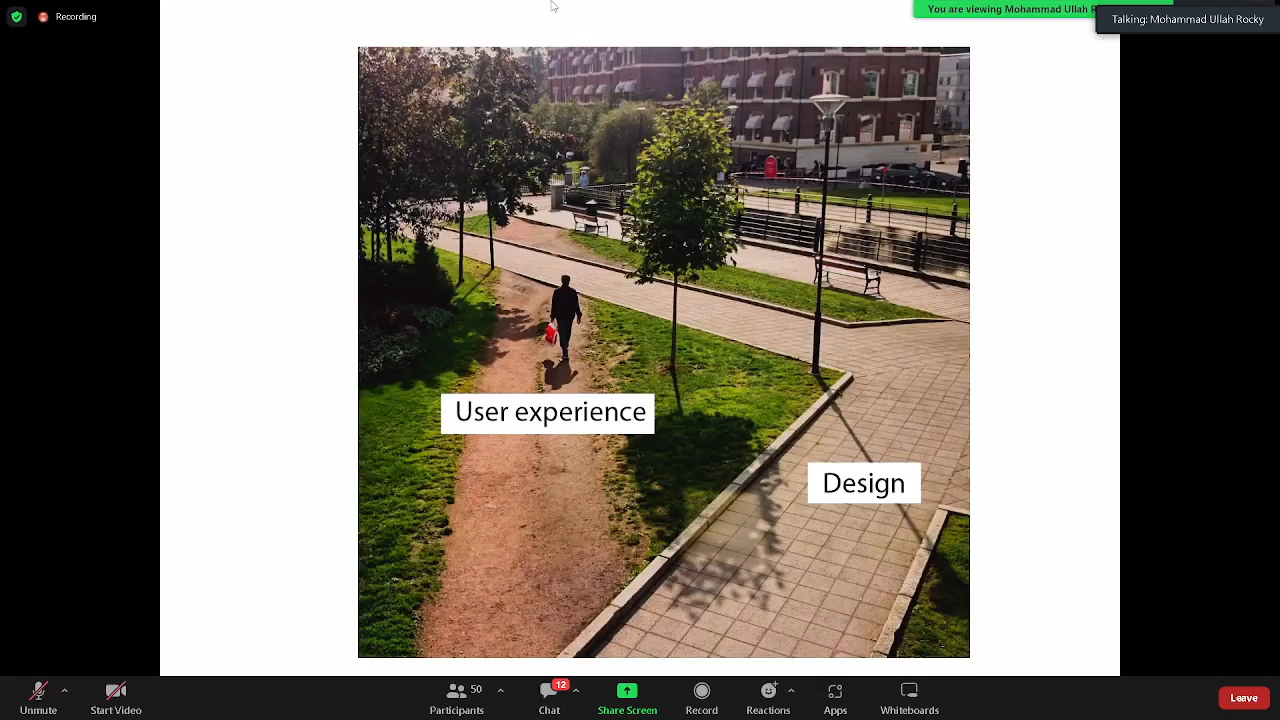 Recording
You are viewing Mohammad Ullah R
Talking: Mohammad Ullah Rocky
User experience
Design
Unmute
Start Video
50
Participants
12
Chat
Share Screen
Record
Reactions
Apps
Whiteboards
Leave